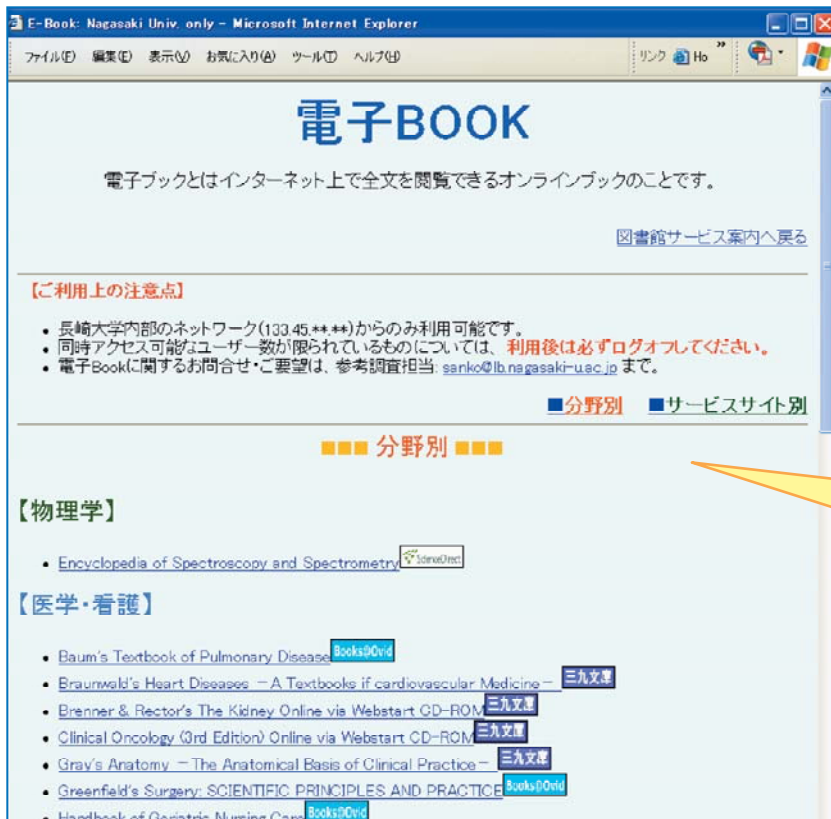 E-Book: Nagasaki Univ. only - Microsoft Internet Explorer
ファイル(F) 編集(E) 表示(V) お気に入り(A) ツール(T) ヘルプ(H) リンク Ho »
電子BOOK
電子ブックとはインターネット上で全文を閲覧できるオンラインブックのことです。
図書館サービス案内へ戻る
【ご利用上の注意点】
• 長崎大学内部のネットワーク(133.45.**.**)からのみ利用可能です。
• 同時アクセス可能なユーザー数が限られているものについては、利用後は必ずログオフしてください。
• 電子Bookに関するお問合せ・ご要望は、参考調査担当: sanko@lb.nagasaki-u.ac.jp まで。
■分野別 ■サービスサイト別
■■■ 分野別 ■■■
【物理学】
• Encyclopedia of Spectroscopy and Spectrometry ScienceDirect
【医学・看護】
• Baum's Textbook of Pulmonary Disease Books@Ovid
• Braunwald's Heart Diseases －A Textbooks if cardiovascular Medicine－ 三九文庫
• Brenner & Rector's The Kidney Online via Webstart CD-ROM 三九文庫
• Clinical Oncology (3rd Edition) Online via Webstart CD-ROM 三九文庫
• Gray's Anatomy －The Anatomical Basis of Clinical Practice－ 三九文庫
• Greenfield's Surgery: SCIENTIFIC PRINCIPLES AND PRACTICE Books@Ovid
• Handbook of Geriatric Nursing Care Books@Ovid